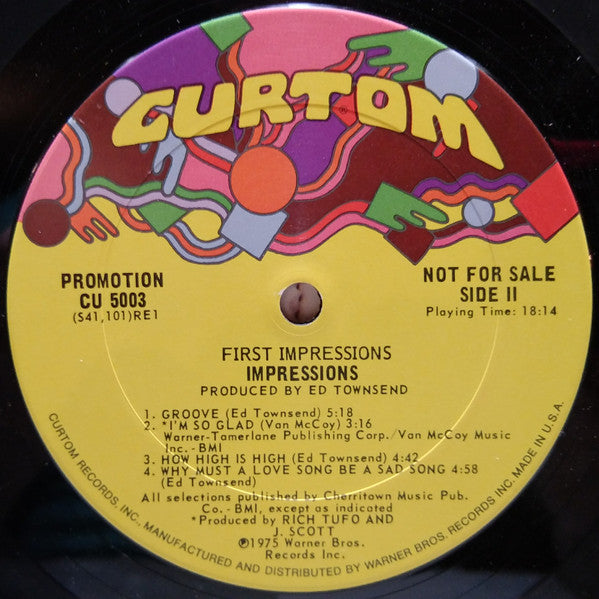 CURTOM
PROMOTION
CU 5003
(S41,101)RE1
NOT FOR SALE
SIDE II
Playing Time: 18:14
FIRST IMPRESSIONS
IMPRESSIONS
PRODUCED BY ED TOWNSEND
1. GROOVE (Ed Townsend) 5:18
2. *I'M SO GLAD (Van McCoy) 3:16
Warner-Tamerlane Publishing Corp./Van McCoy Music
Inc.-BMI
3. HOW HIGH IS HIGH (Ed Townsend) 4:42
4. WHY MUST A LOVE SONG BE A SAD SONG 4:58
(Ed Townsend)
All selections published by Cherritown Music Pub.
Co.-BMI, except as indicated
*Produced by RICH TUFO AND
J. SCOTT
℗1975 Warner Bros.
Records Inc.
CURTOM RECORDS, INC. MANUFACTURED AND DISTRIBUTED BY WARNER BROS. RECORDS INC. MADE IN U.S.A.